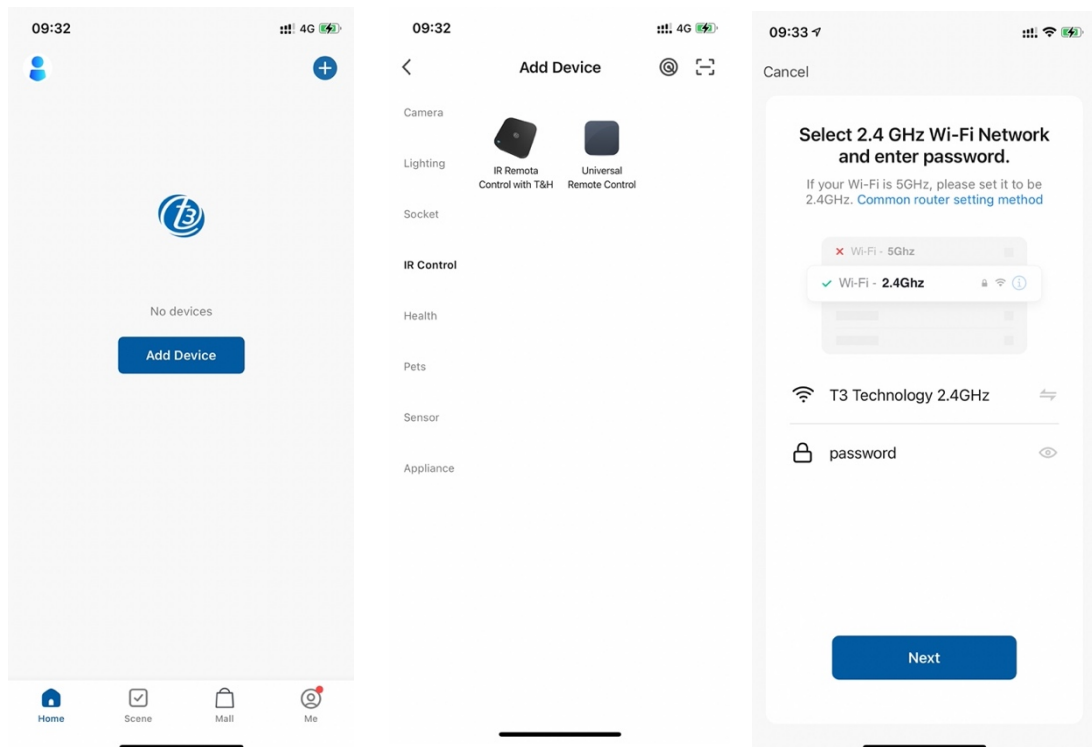 09:32
4G
t3
No devices
Add Device
Home
Scene
Mall
Me
09:32
4G
Add Device
Camera
Lighting
Socket
IR Control
Health
Pets
Sensor
Appliance
IR Remota
Control with T&H
Universal
Remote Control
09:33
Cancel
Select 2.4 GHz Wi-Fi Network
and enter password.
If your Wi-Fi is 5GHz, please set it to be
2.4GHz. Common router setting method
Wi-Fi - 5Ghz
Wi-Fi - 2.4Ghz
T3 Technology 2.4GHz
password
Next